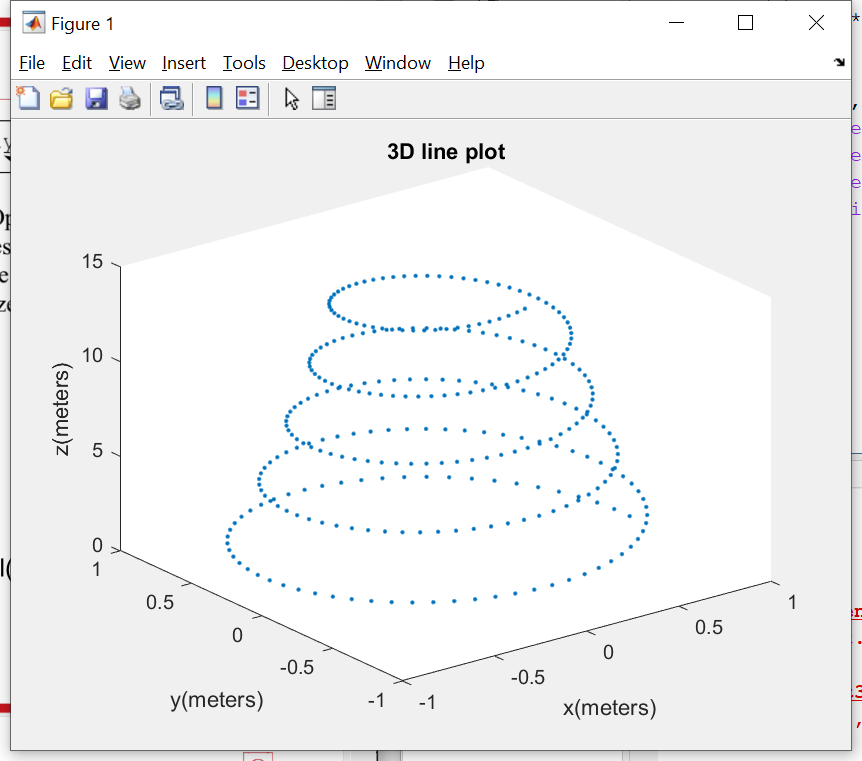 Figure 1
File Edit View Insert Tools Desktop Window Help
3D line plot
15
10
5
0
z(meters)
1
0.5
0
-0.5
-1
y(meters)
-1
-0.5
0
0.5
1
x(meters)